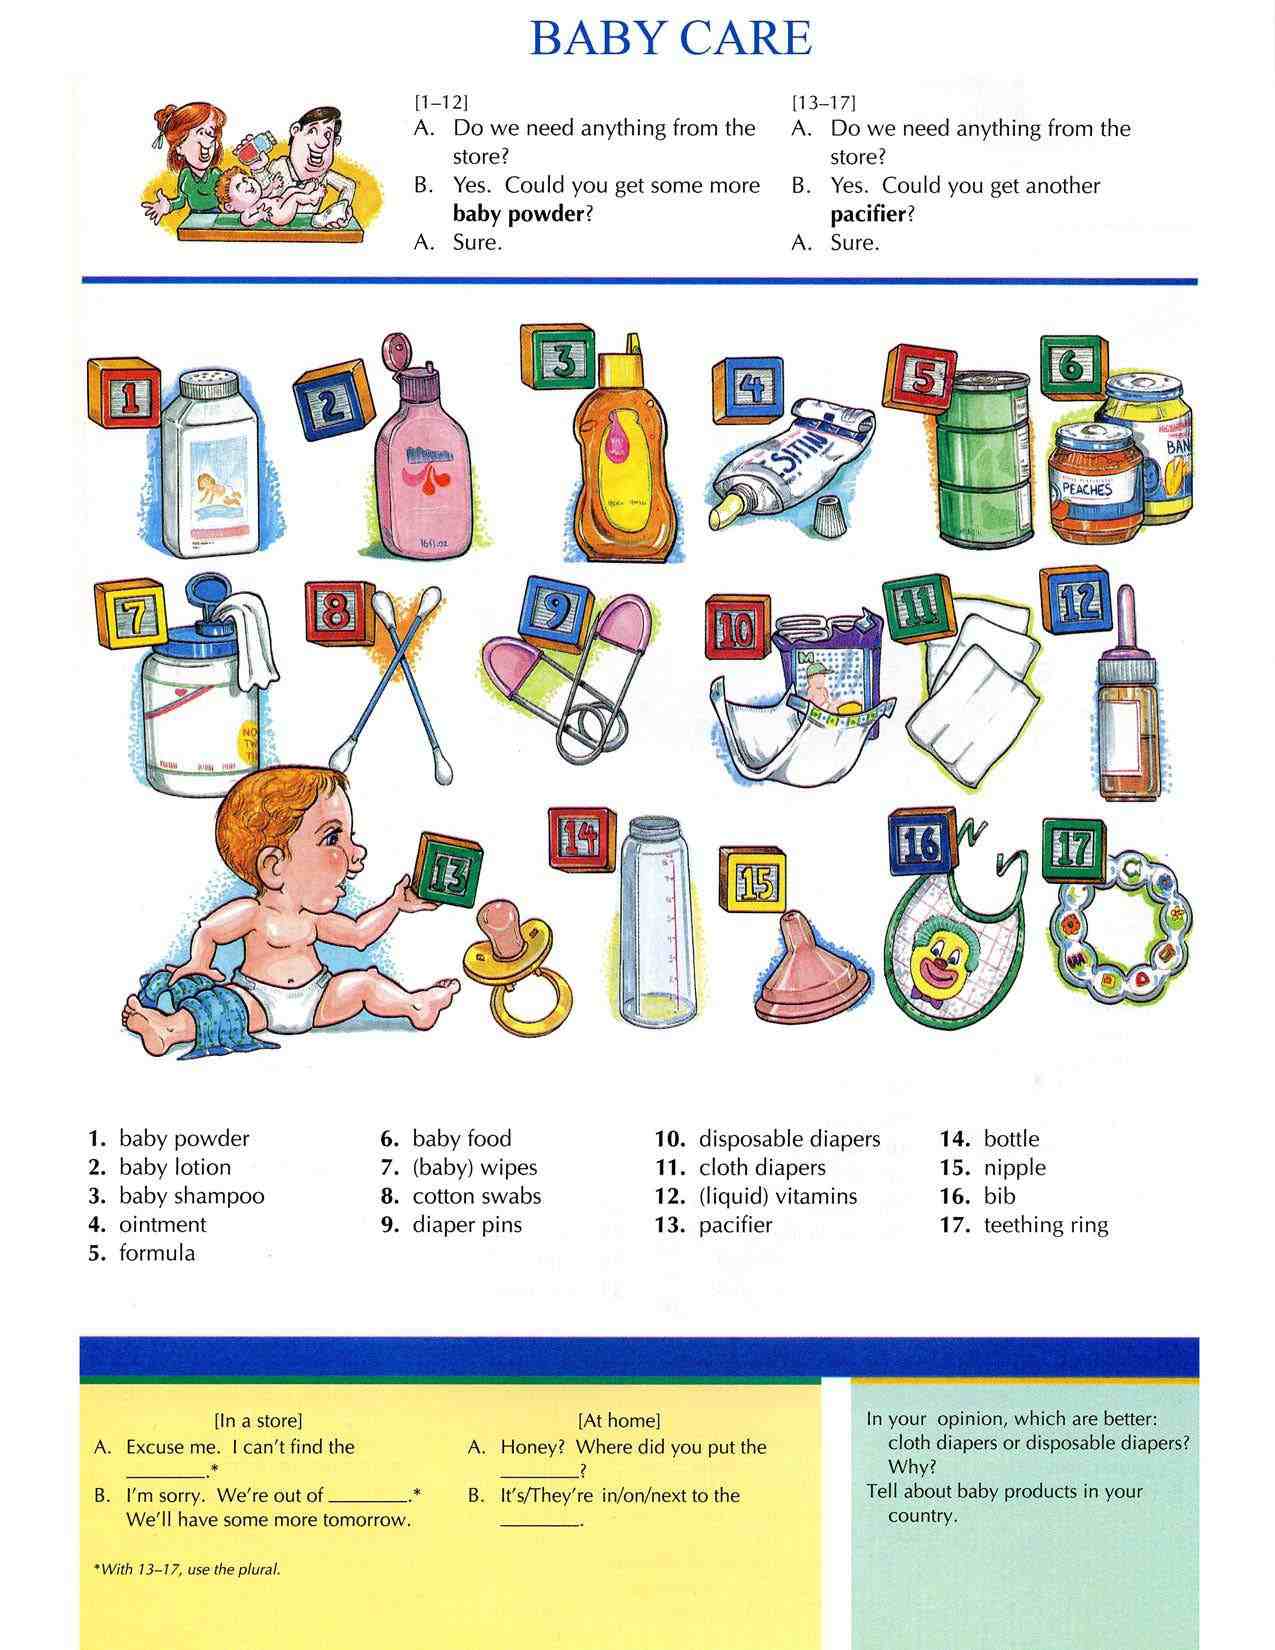 BABY CARE
[1–12]
A. Do we need anything from the
store?
B. Yes. Could you get some more
baby powder?
A. Sure.
[13–17]
A. Do we need anything from the
store?
B. Yes. Could you get another
pacifier?
A. Sure.
1
2
3
4
5
6
16 fl. oz
SITIN
PEACHES
BAN
7
8
9
10
11
12
M
NO
TW
13
14
15
16
17
1. baby powder
2. baby lotion
3. baby shampoo
4. ointment
5. formula
6. baby food
7. (baby) wipes
8. cotton swabs
9. diaper pins
10. disposable diapers
11. cloth diapers
12. (liquid) vitamins
13. pacifier
14. bottle
15. nipple
16. bib
17. teething ring
[In a store]
A. Excuse me. I can't find the
________.*
B. I'm sorry. We're out of ________.*
We'll have some more tomorrow.
*With 13–17, use the plural.
[At home]
A. Honey? Where did you put the
________?
B. It's/They're in/on/next to the
________.
In your opinion, which are better:
cloth diapers or disposable diapers?
Why?
Tell about baby products in your
country.